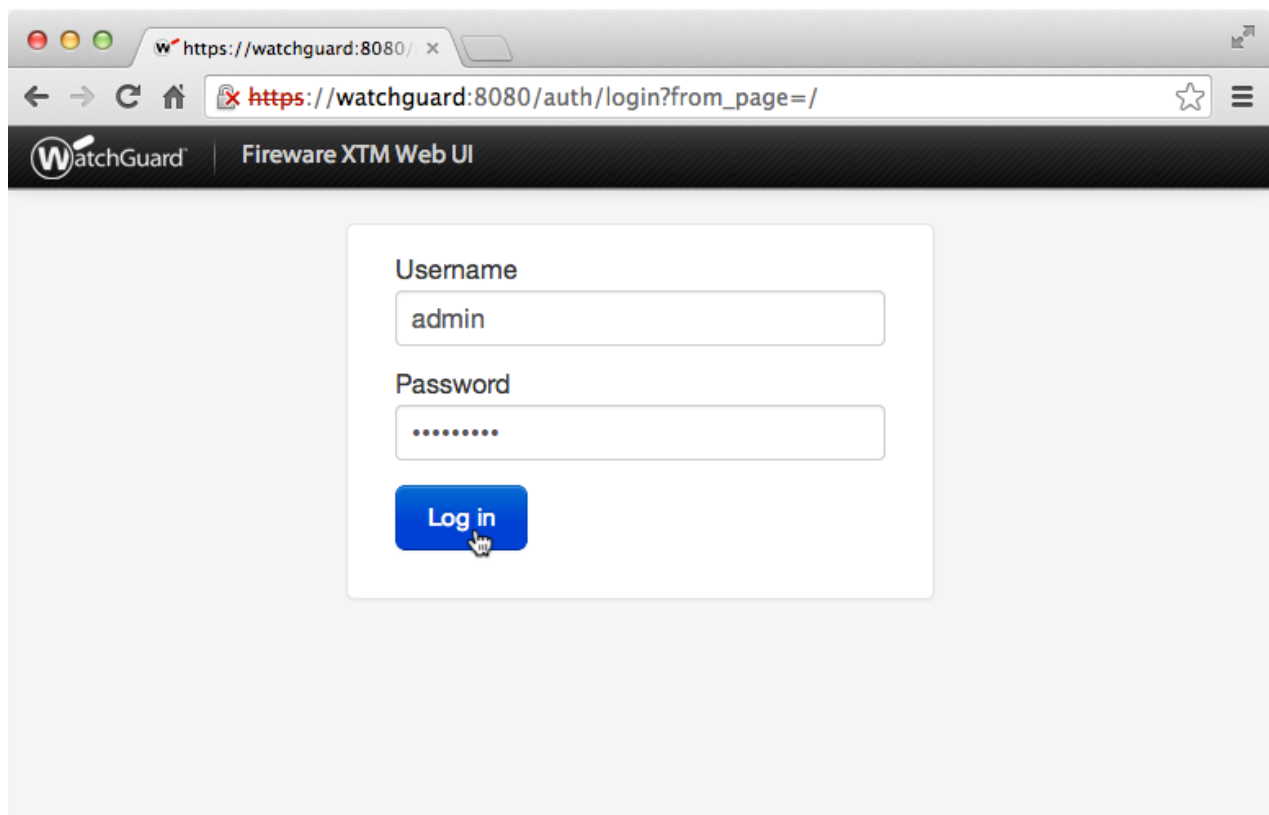 https://watchguard:8080/
https://watchguard:8080/auth/login?from_page=/
WatchGuard Fireware XTM Web UI
Username
admin
Password
•••••••••
Log in